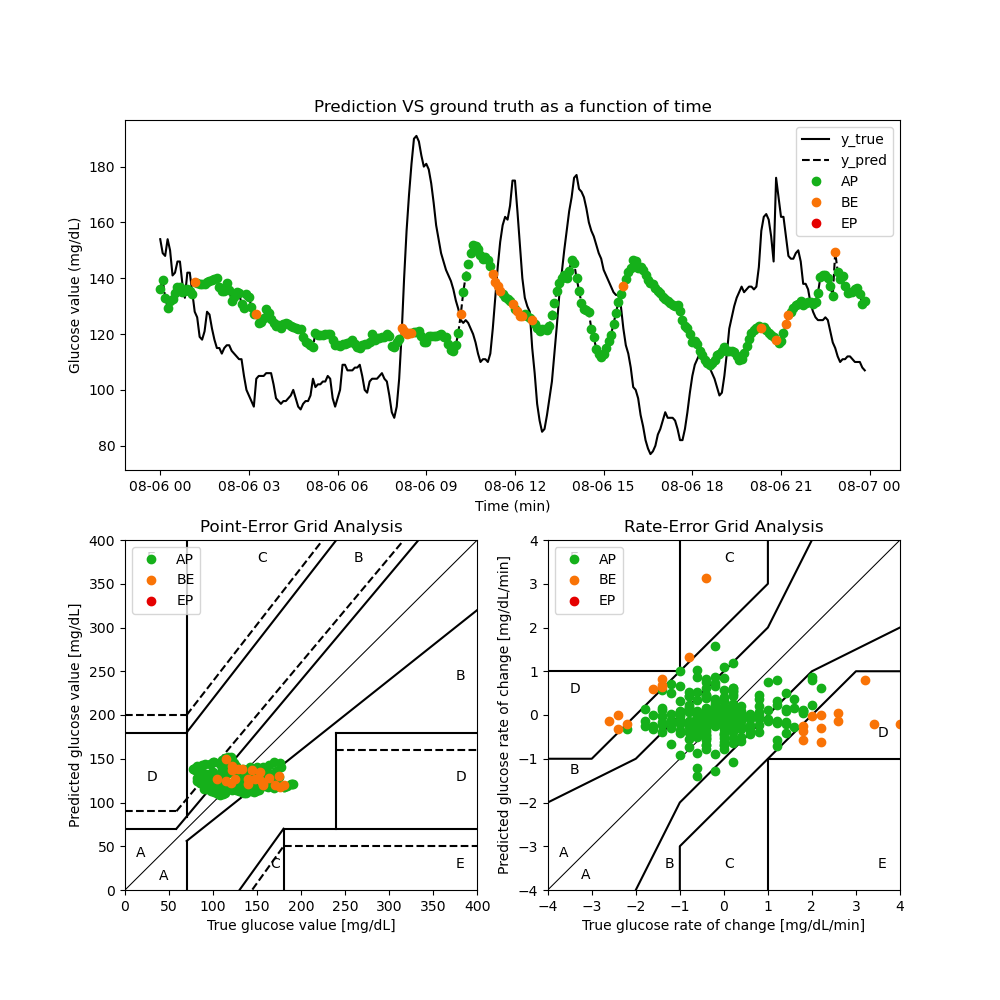 Prediction VS ground truth as a function of time
Glucose value (mg/dL)
180
160
140
120
100
80
y_true
y_pred
AP
BE
EP
08-06 00 08-06 03 08-06 06 08-06 09 08-06 12 08-06 15 08-06 18 08-06 21 08-07 00
Time (min)
Point-Error Grid Analysis
Predicted glucose value [mg/dL]
400
350
300
250
200
150
100
50
0
AP
BE
EP
C
B
B
D
D
A
A
C
E
0 50 100 150 200 250 300 350 400
True glucose value [mg/dL]
Rate-Error Grid Analysis
Predicted glucose rate of change [mg/dL/min]
4
3
2
1
0
−1
−2
−3
−4
AP
BE
EP
C
D
D
B
A
A
B
C
E
−4 −3 −2 −1 0 1 2 3 4
True glucose rate of change [mg/dL/min]